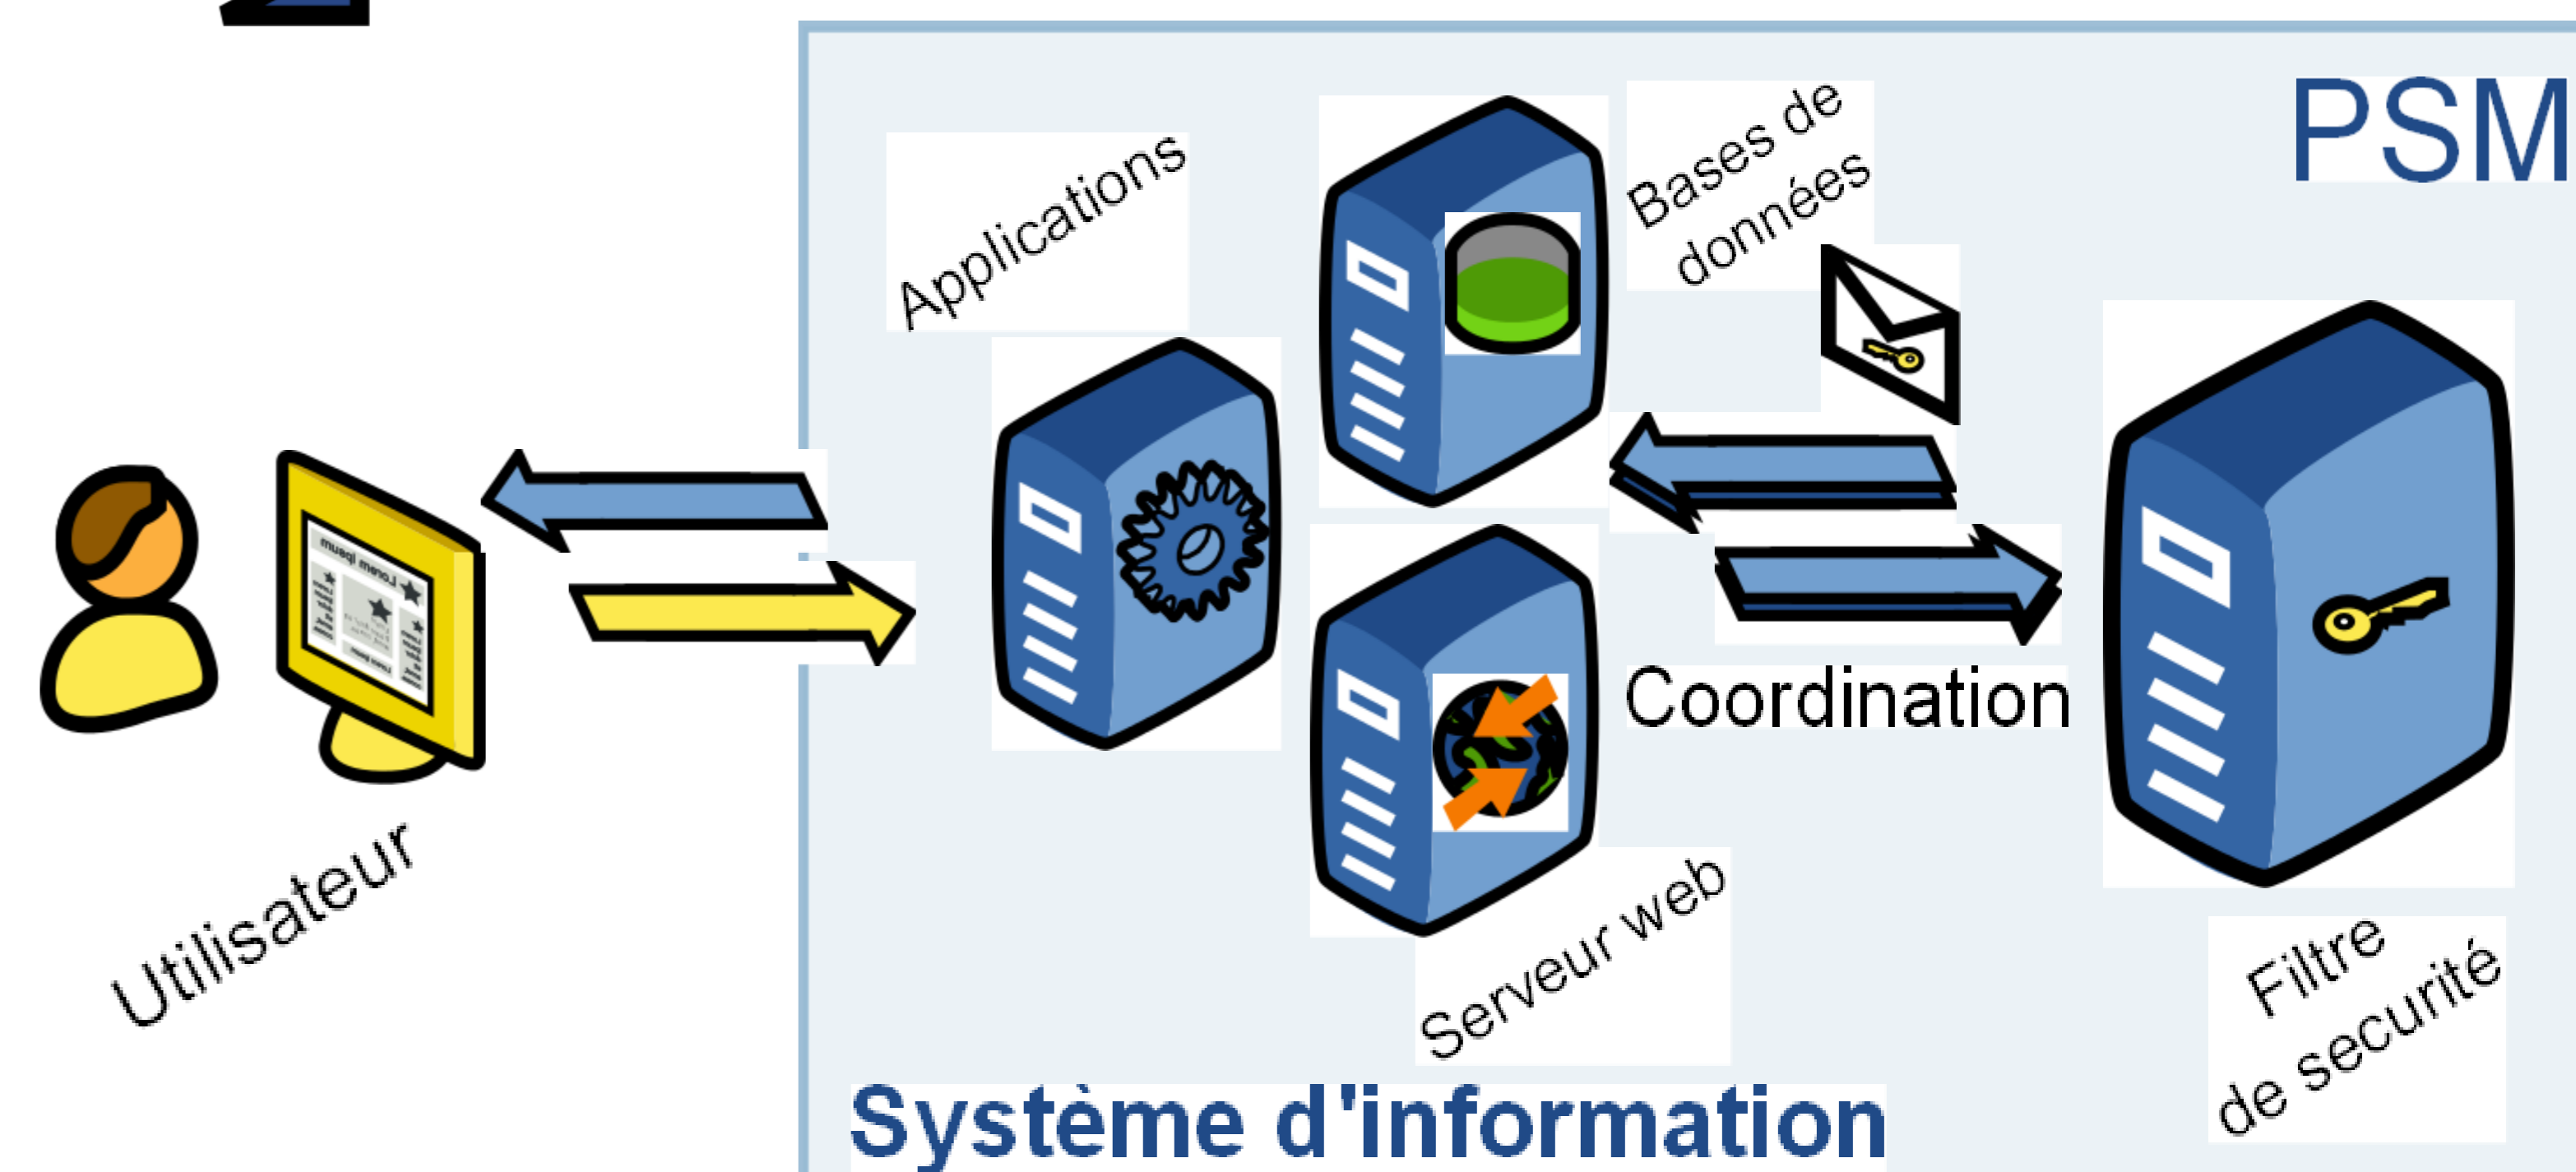 PSM
Applications
Bases de
données
Coordination
Utilisateur
Serveur web
Filtre
de securité
Système d'information